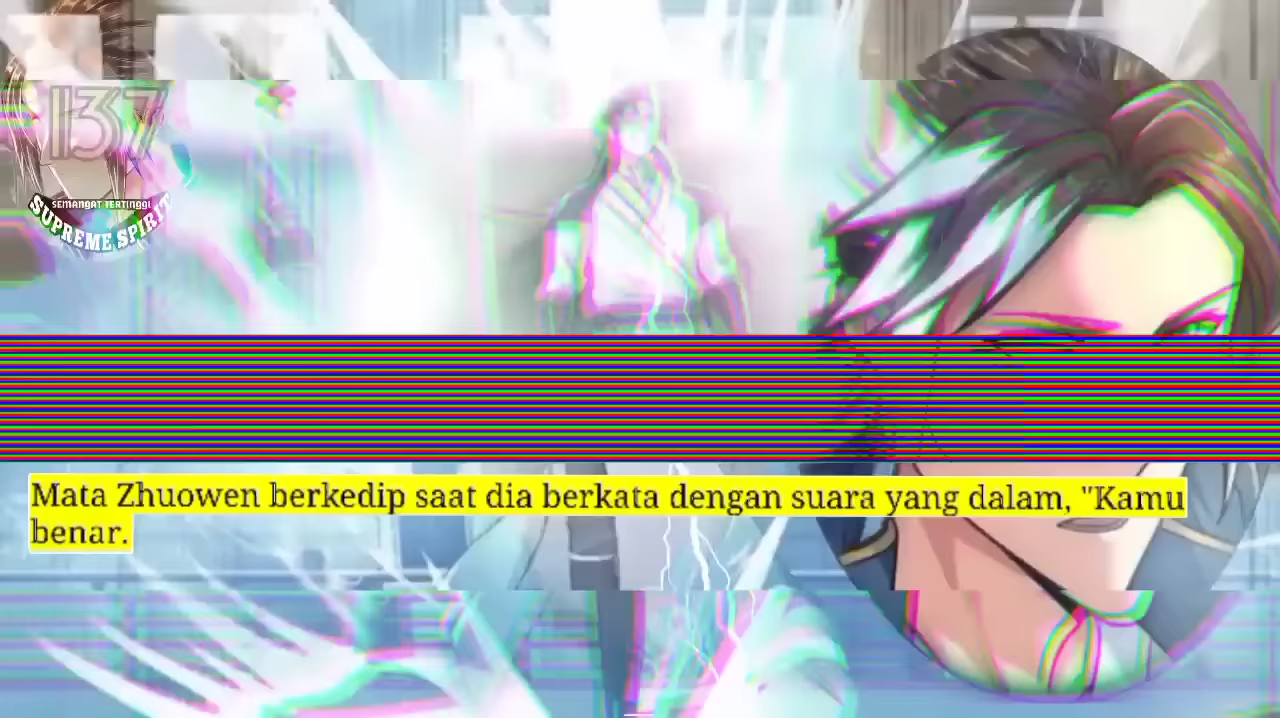 137
SEMANGAT TERTINGGI
SUPREME SPIRIT
Mata Zhuowen berkedip saat dia berkata dengan suara yang dalam, "Kamu
benar.